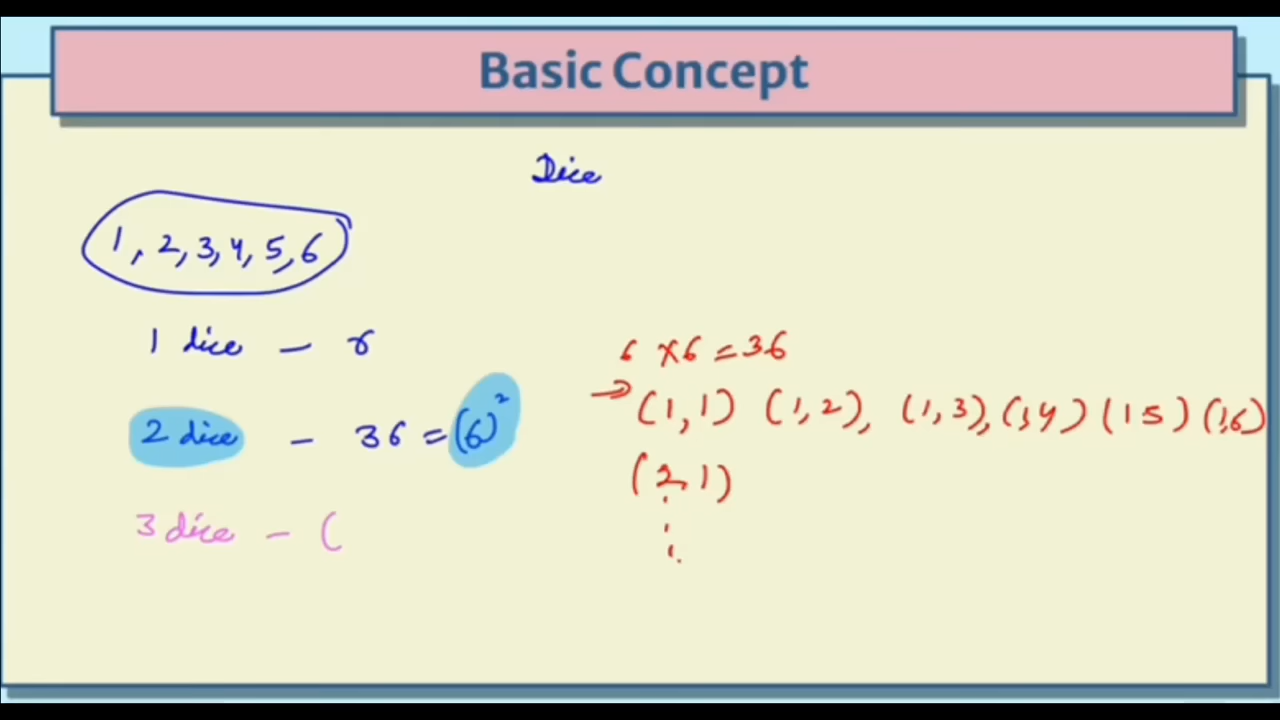 Basic Concept
Dice
1, 2, 3, 4, 5, 6
1 dice - 6
2 dice - 36 = (6)²
3 dice - (
6 × 6 = 36
→ (1,1) (1,2), (1,3), (1,4) (1 5) (1,6)
(2,1)